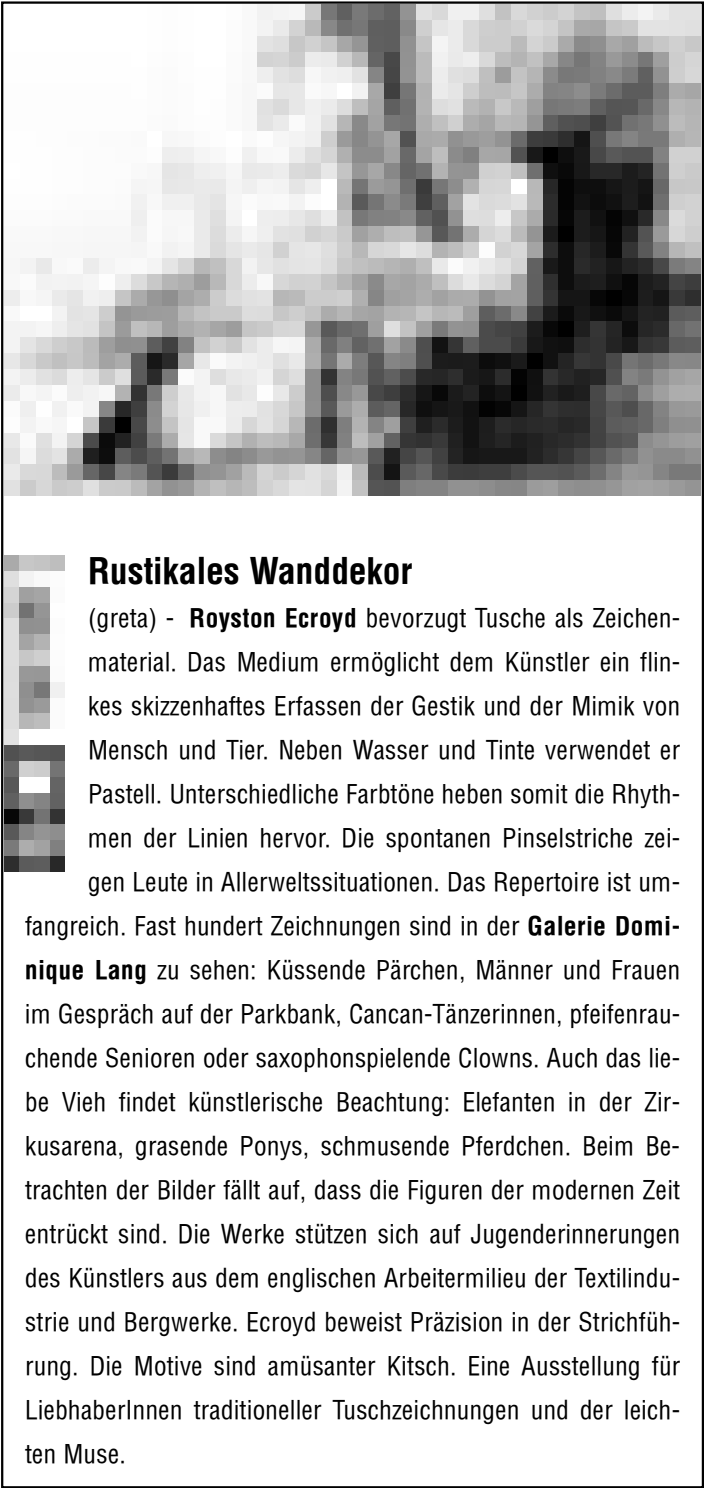 Rustikales Wanddekor
(greta) - Royston Ecroyd bevorzugt Tusche als Zeichen-
material. Das Medium ermöglicht dem Künstler ein flin-
kes skizzenhaftes Erfassen der Gestik und der Mimik von
Mensch und Tier. Neben Wasser und Tinte verwendet er
Pastell. Unterschiedliche Farbtöne heben somit die Rhyth-
men der Linien hervor. Die spontanen Pinselstriche zei-
gen Leute in Allerweltssituationen. Das Repertoire ist um-
fangreich. Fast hundert Zeichnungen sind in der Galerie Domi-
nique Lang zu sehen: Küssende Pärchen, Männer und Frauen
im Gespräch auf der Parkbank, Cancan-Tänzerinnen, pfeifenrau-
chende Senioren oder saxophonspielende Clowns. Auch das lie-
be Vieh findet künstlerische Beachtung: Elefanten in der Zir-
kusarena, grasende Ponys, schmusende Pferdchen. Beim Be-
trachten der Bilder fällt auf, dass die Figuren der modernen Zeit
entrückt sind. Die Werke stützen sich auf Jugenderinnerungen
des Künstlers aus dem englischen Arbeitermilieu der Textilindu-
strie und Bergwerke. Ecroyd beweist Präzision in der Strichfüh-
rung. Die Motive sind amüsanter Kitsch. Eine Ausstellung für
LiebhaberInnen traditioneller Tuschzeichnungen und der leich-
ten Muse.